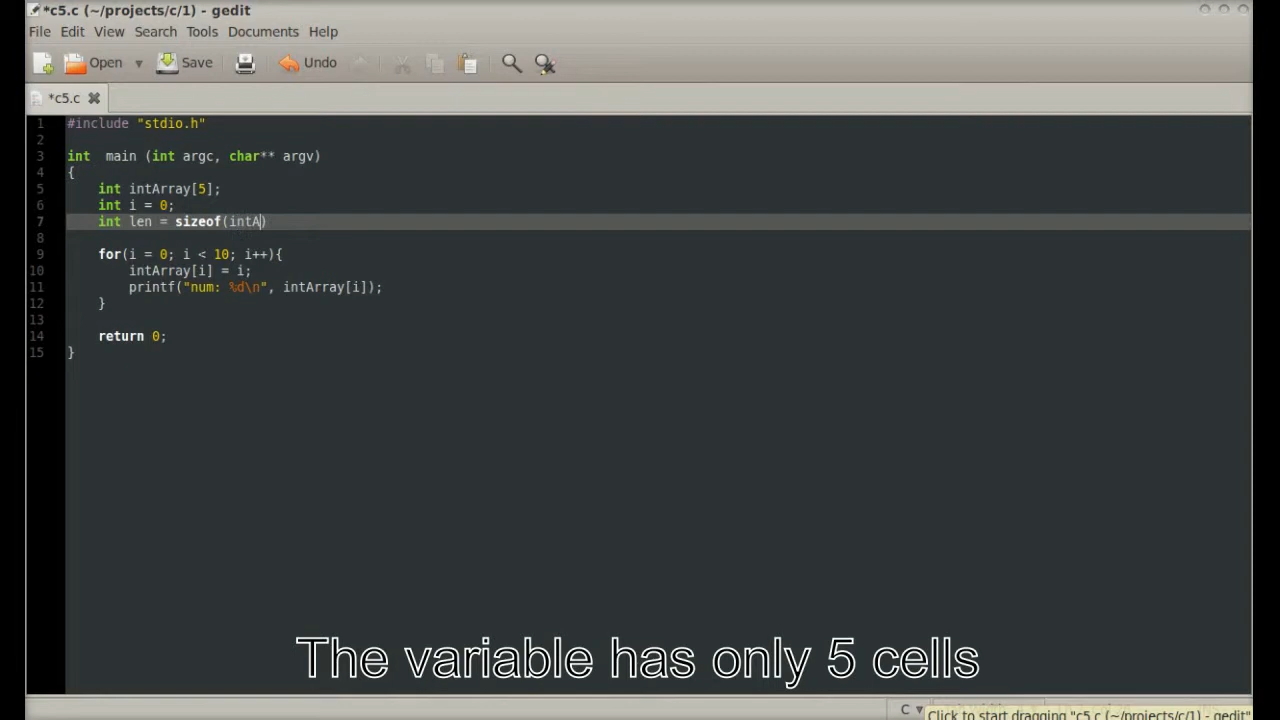 *c5.c (~/projects/c/1) - gedit
File Edit View Search Tools Documents Help
Open Save Undo
*c5.c
1 #include "stdio.h"
2
3 int  main (int argc, char** argv)
4 {
5     int intArray[5];
6     int i = 0;
7     int len = sizeof(intA)
8
9     for(i = 0; i < 10; i++){
10         intArray[i] = i;
11         printf("num: %d\n", intArray[i]);
12     }
13
14     return 0;
15 }
The variable has only 5 cells
C
Click to start dragging "c5.c (~/projects/c/1) - gedit"